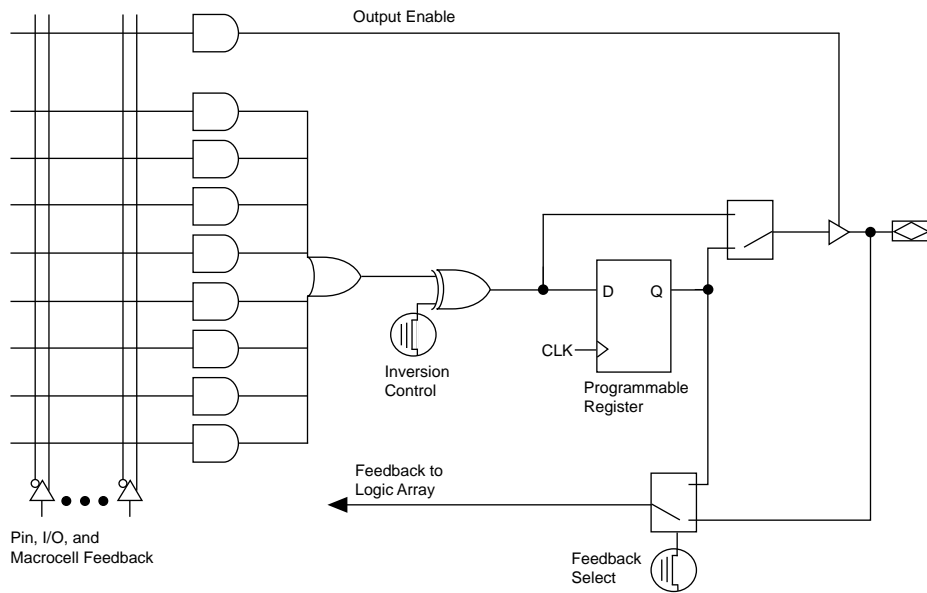 Output Enable
D
Q
CLK
Inversion
Control
Programmable
Register
Feedback to
Logic Array
Pin, I/O, and
Macrocell Feedback
Feedback
Select